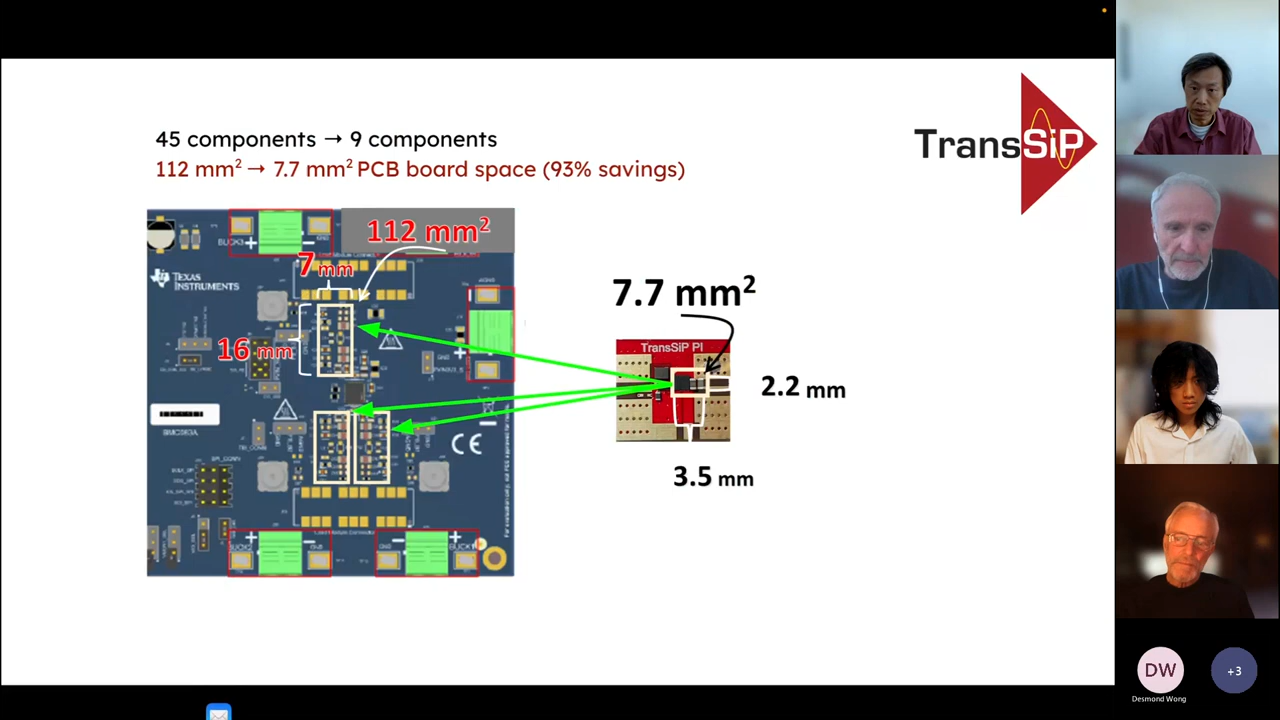 45 components → 9 components
112 mm² → 7.7 mm² PCB board space (93% savings)
TransSiP
112 mm²
7 mm
16 mm
BUCK3
TEXAS
INSTRUMENTS
CE
7.7 mm²
TransSiP PI
2.2 mm
3.5 mm
DW
Desmond Wong
+3